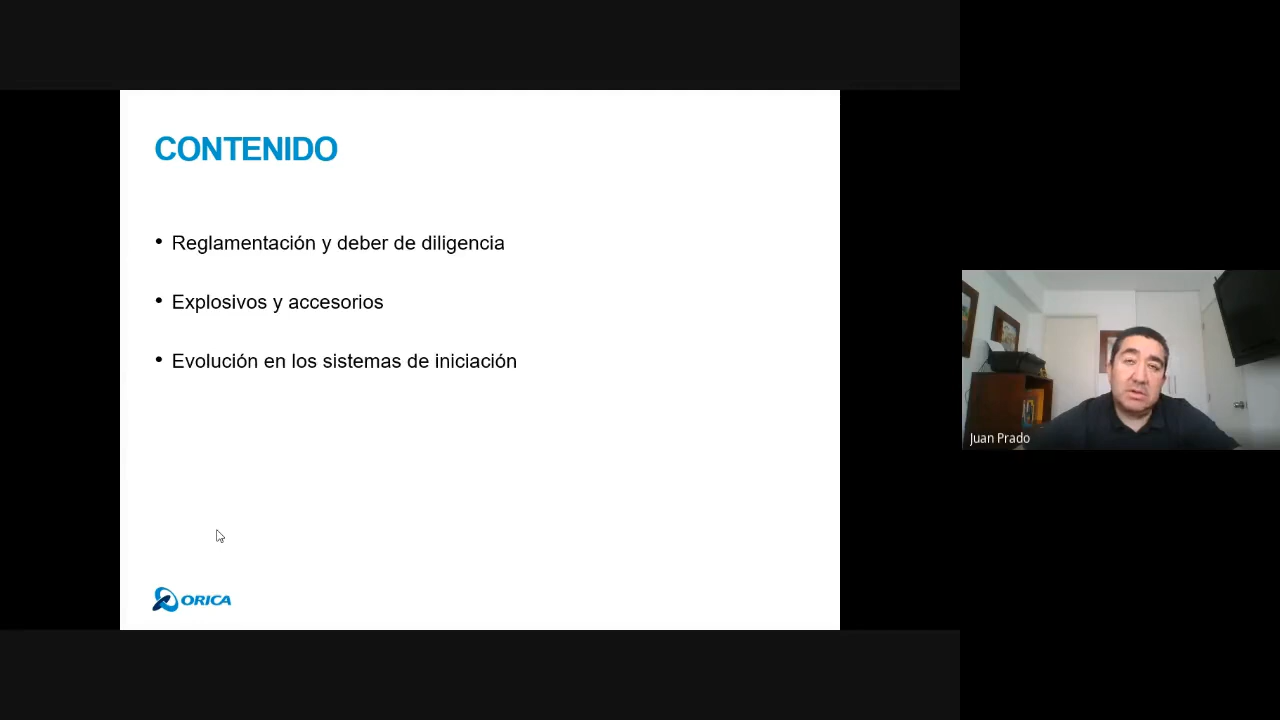 CONTENIDO
• Reglamentación y deber de diligencia
• Explosivos y accesorios
• Evolución en los sistemas de iniciación
ORICA
Juan Prado